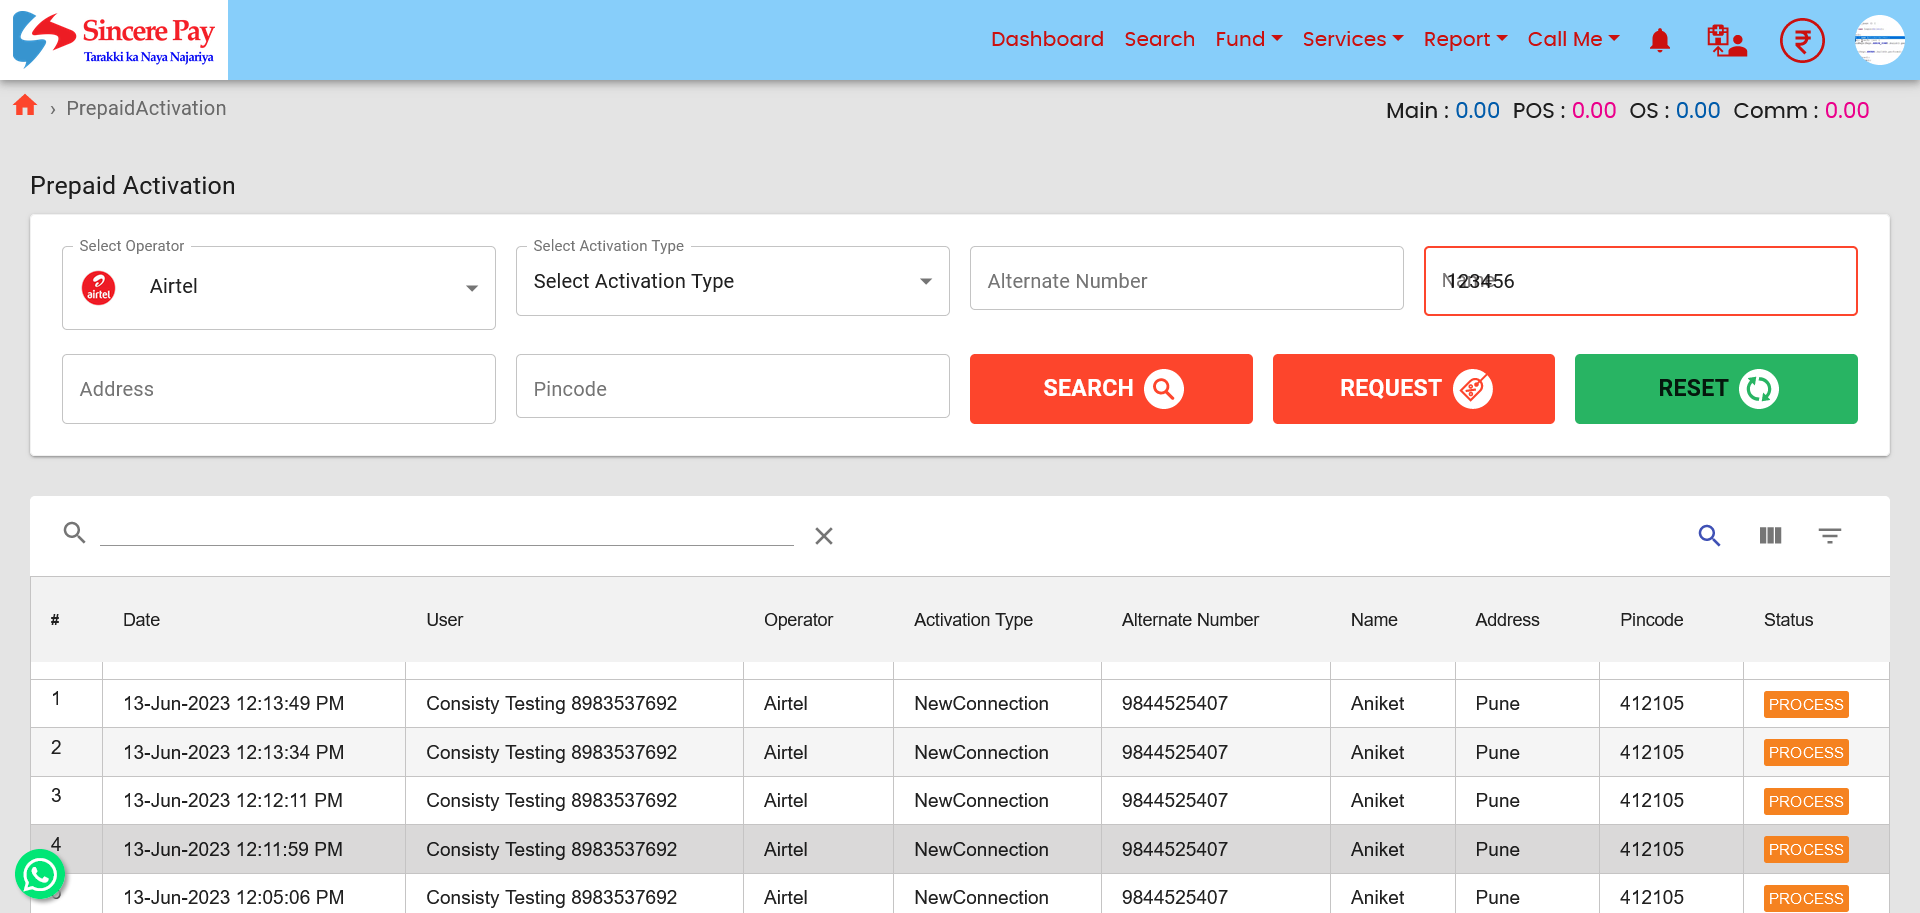 Sincere Pay
Tarakki ka Naya Najariya
Dashboard Search Fund Services Report Call Me
› PrepaidActivation
Main : 0.00 POS : 0.00 OS : 0.00 Comm : 0.00
Prepaid Activation
Select Operator
airtel Airtel
Select Activation Type
Select Activation Type
Alternate Number
Name
123456
Address
Pincode
SEARCH
REQUEST
RESET
# Date User Operator Activation Type Alternate Number Name Address Pincode Status
1 13-Jun-2023 12:13:49 PM Consisty Testing 8983537692 Airtel NewConnection 9844525407 Aniket Pune 412105 PROCESS
2 13-Jun-2023 12:13:34 PM Consisty Testing 8983537692 Airtel NewConnection 9844525407 Aniket Pune 412105 PROCESS
3 13-Jun-2023 12:12:11 PM Consisty Testing 8983537692 Airtel NewConnection 9844525407 Aniket Pune 412105 PROCESS
4 13-Jun-2023 12:11:59 PM Consisty Testing 8983537692 Airtel NewConnection 9844525407 Aniket Pune 412105 PROCESS
13-Jun-2023 12:05:06 PM Consisty Testing 8983537692 Airtel NewConnection 9844525407 Aniket Pune 412105 PROCESS